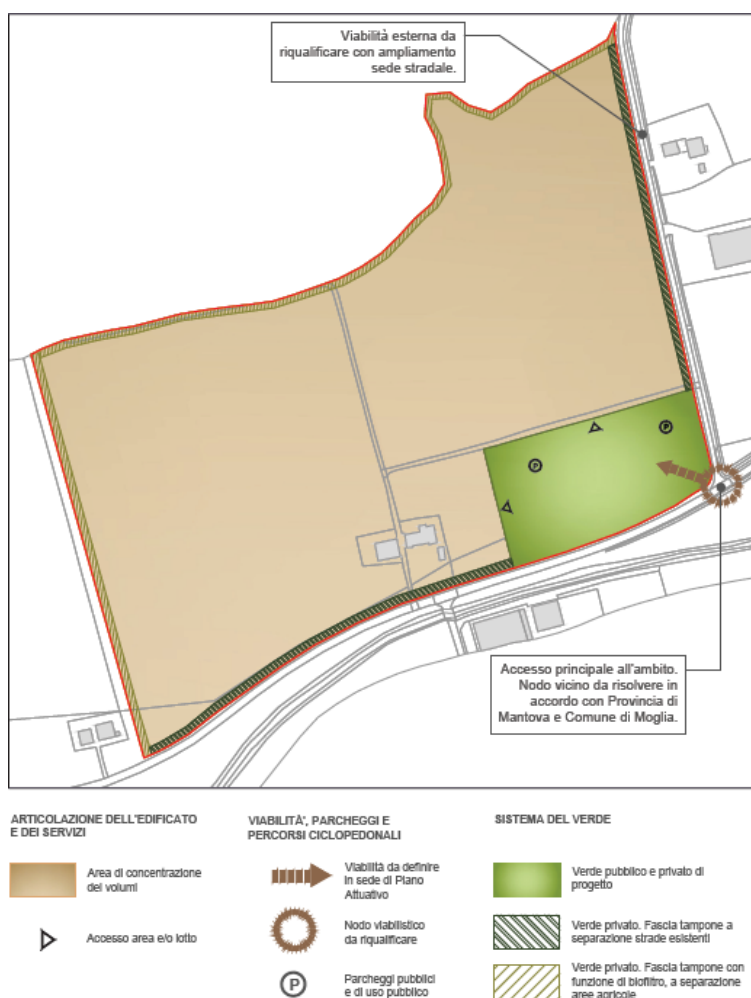 Viabilità esterna da
riqualificare con ampliamento
sede stradale.
P
P
Accesso principale all'ambito.
Nodo vicino da risolvere in
accordo con Provincia di
Mantova e Comune di Moglia.
ARTICOLAZIONE DELL'EDIFICATO
E DEI SERVIZI
Area di concentrazione
dei volumi
Accesso area e/o lotto
VIABILITA', PARCHEGGI E
PERCORSI CICLOPEDONALI
Viabilità da definire
in sede di Piano
Attuativo
Nodo viabilistico
da riqualificare
P
Parcheggi pubblici
e di uso pubblico
SISTEMA DEL VERDE
Verde pubblico e privato di
progetto
Verde privato. Fascia tampone a
separazione strade esistenti
Verde privato. Fascia tampone con
funzione di biofiltro, a separazione
aree agricole